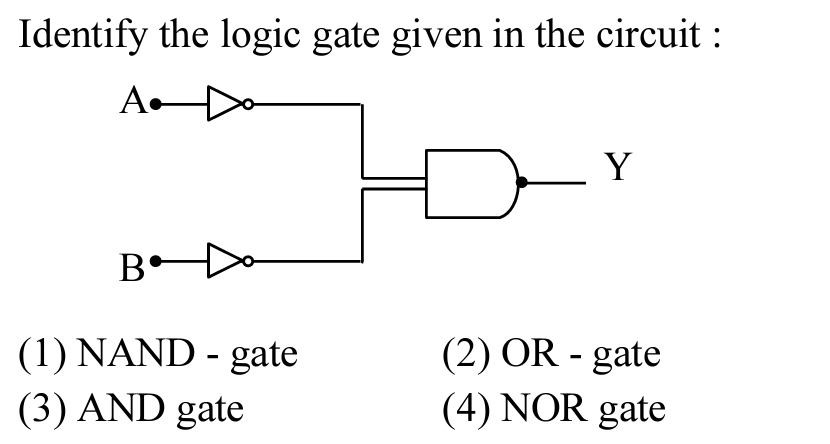 Identify the logic gate given in the circuit :
A
Y
B
(1) NAND - gate (2) OR - gate
(3) AND gate (4) NOR gate